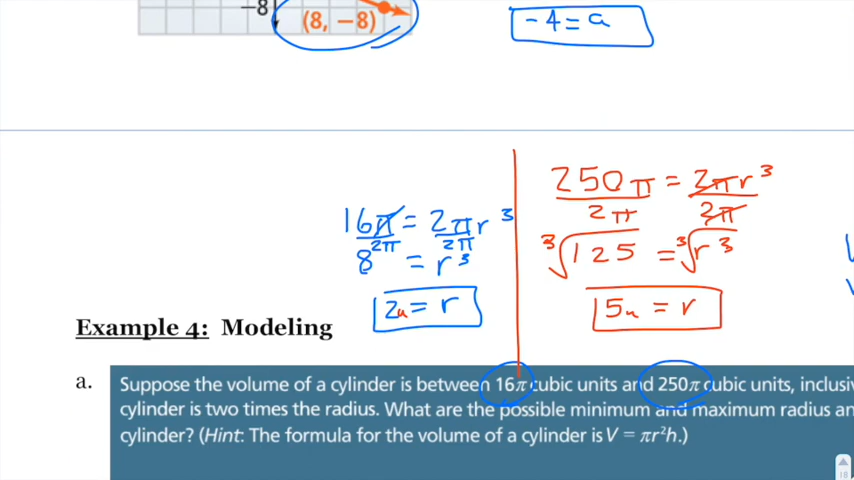 -8
(8, -8)
-4 = a
250π = 2πr³
2π 2π
16π = 2πr³
2π 2π
∛125 = ∛r³
8 = r³
2u = r
5u = r
Example 4: Modeling
a. Suppose the volume of a cylinder is between 16π cubic units and 250π cubic units, inclusiv
cylinder is two times the radius. What are the possible minimum and maximum radius an
cylinder? (Hint: The formula for the volume of a cylinder is V = πr²h.)
18